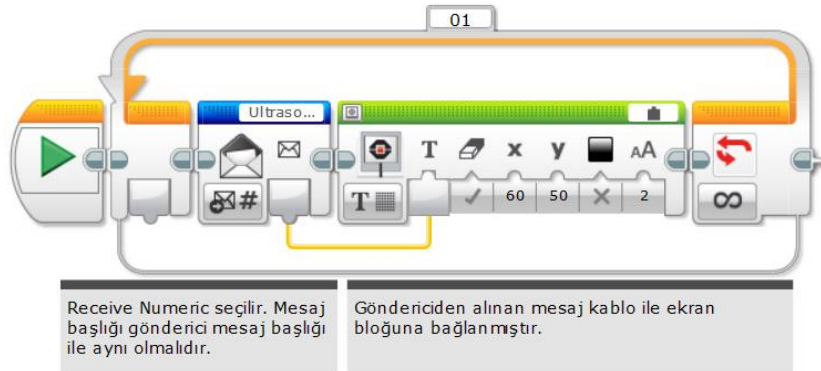 01
Ultraso...
T x y AA
# T 60 50 2 ∞
Receive Numeric seçilir. Mesaj
başlığı gönderici mesaj başlığı
ile aynı olmalıdır.
Göndericiden alınan mesaj kablo ile ekran
bloğuna bağlanmıştır.